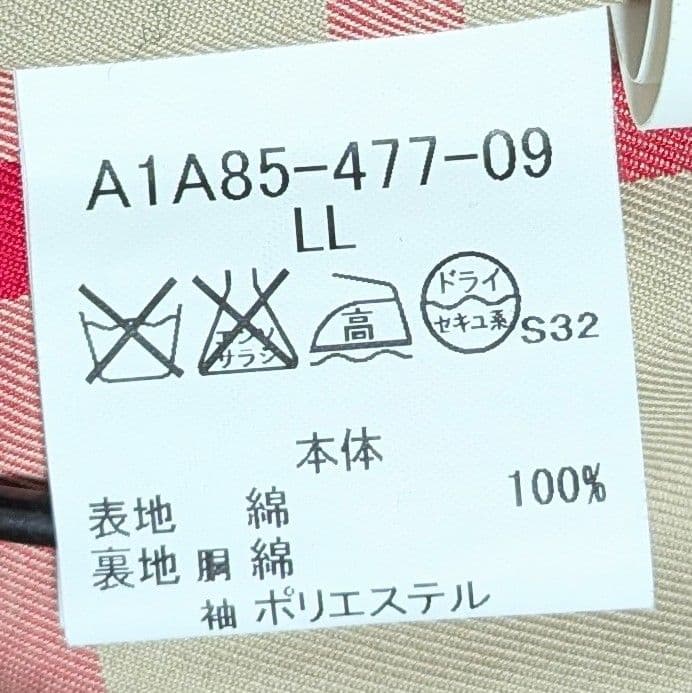 A1A85-477-09
LL
エンソ
サラシ
高
ドライ
セキユ系
S32
本体
表地 綿 100%
裏地 胴 綿
袖 ポリエステル